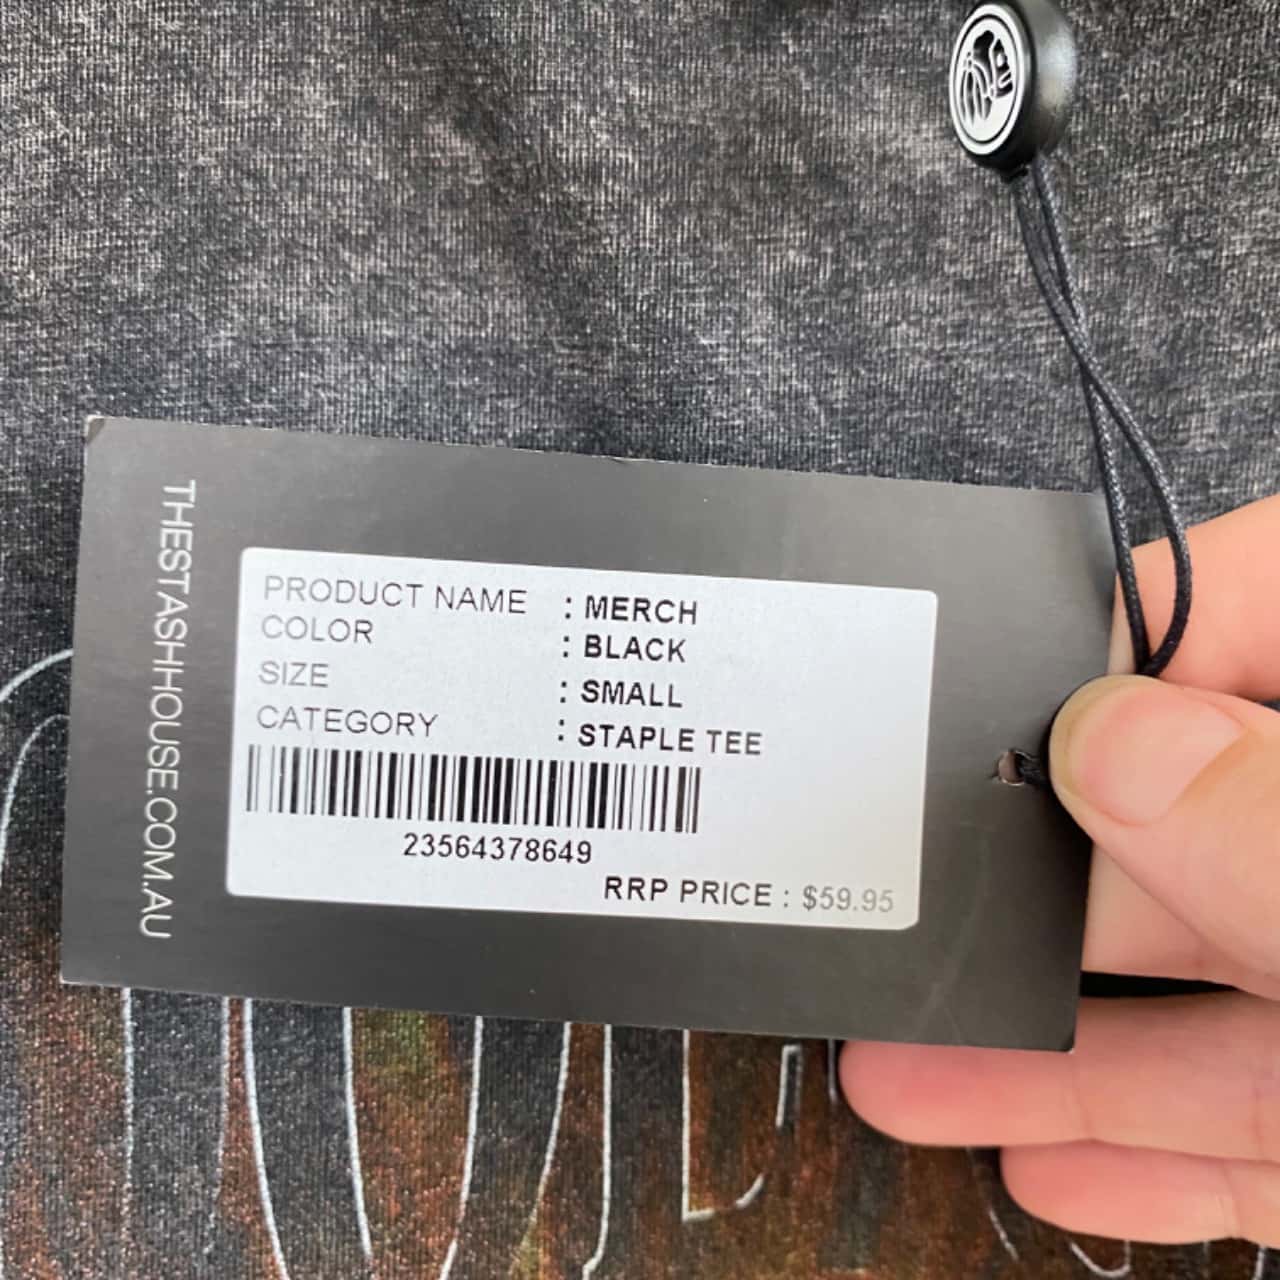 THESTASHHOUSE.COM.AU
PRODUCT NAME : MERCH
COLOR : BLACK
SIZE : SMALL
CATEGORY : STAPLE TEE
23564378649
RRP PRICE : $59.95